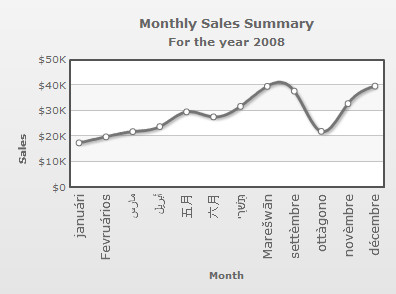 Monthly Sales Summary
For the year 2008
$50K
$40K
$30K
$20K
$10K
$0
Sales
januári
Fevruários
مارس
أبريل
五月
六月
תִּשׁרִי
Marešwān
settèmbre
ottàgono
novèmbre
décembre
Month